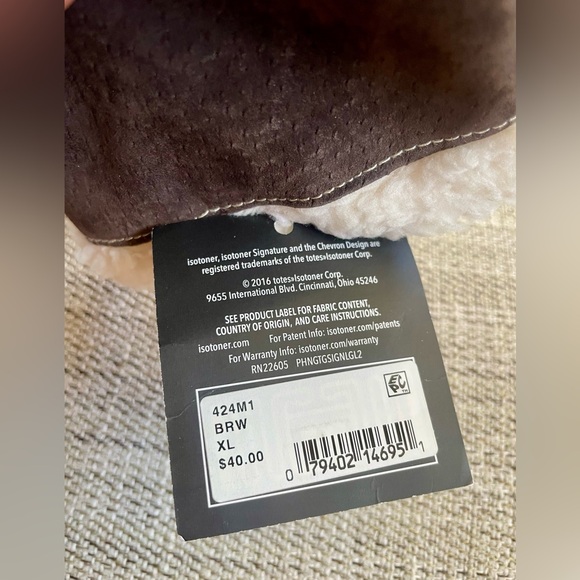 isotoner, isotoner Signature and the Chevron Design are
registered trademarks of the totes»Isotoner Corp.
© 2016 totes»Isotoner Corp.
9655 International Blvd. Cincinnati, Ohio 45246
SEE PRODUCT LABEL FOR FABRIC CONTENT,
COUNTRY OF ORIGIN, AND CARE INSTRUCTIONS.
isotoner.com For Patent Info: isotoner.com/patents
For Warranty Info: isotoner.com/warranty
RN22605 PHNGTGSIGNLGL2
424M1
BRW
XL
$40.00
EPC
0 79402 14695 1